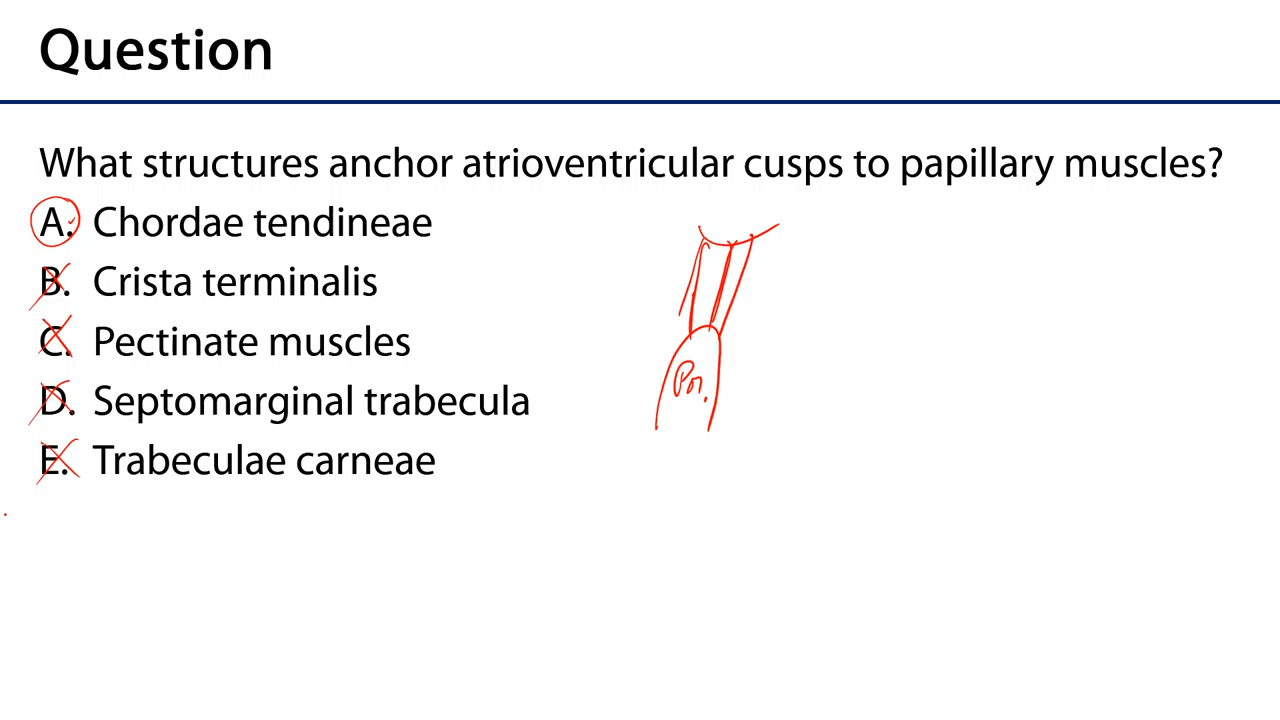 Question
What structures anchor atrioventricular cusps to papillary muscles?
A. Chordae tendineae
B. Crista terminalis
C. Pectinate muscles
D. Septomarginal trabecula
E. Trabeculae carneae